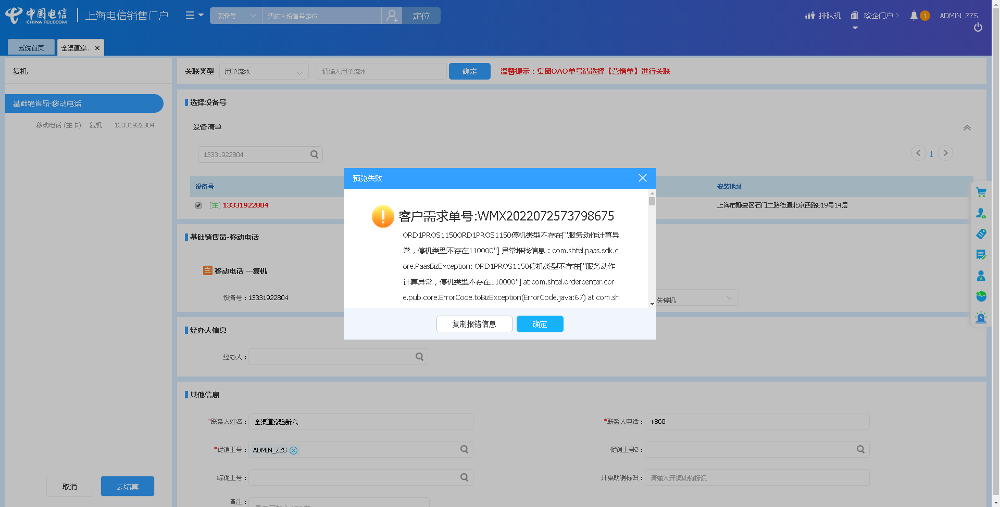 中国电信
CHINA TELECOM
上海电信销售门户
设备号
请输入设备号定位
定位
排队机
政企门户
1
ADMIN_ZZS
系统首页
全渠道穿...
复机
基础销售品-移动电话
移动电话 (主卡) 复机 13331922804
关联类型
甩单流水
请输入甩单流水
确定
温馨提示：集团OAO单号请选择【营销单】进行关联
选择设备号
设备清单
13331922804
1
设备号
安装地址
[主] 13331922804
上海市静安区石门二路街道北京西路819号14层
预览失败
客户需求单号:WMX2022072573798675
ORD1PROS1150ORD1PROS1150停机类型不存在["服务动作计算异
常，停机类型不存在110000"] 异常堆栈信息：com.shtel.paas.sdk.c
ore.PaasBizException: ORD1PROS1150停机类型不存在["服务动作
计算异常，停机类型不存在110000"] at com.shtel.ordercenter.cor
e.pub.core.ErrorCode.toBizException(ErrorCode.java:67) at com.sh
复制报错信息
确定
基础销售品-移动电话
主 移动电话 —复机
设备号：13331922804
失停机
经办人信息
经办人：
其他信息
*联系人姓名：
全渠道穿验新六
*联系人电话：
+860
*促销工号：
ADMIN_ZZS
促销工号2：
综促工号：
开渠助销标识：
请输入开渠助销标识
备注：
取消
去结算